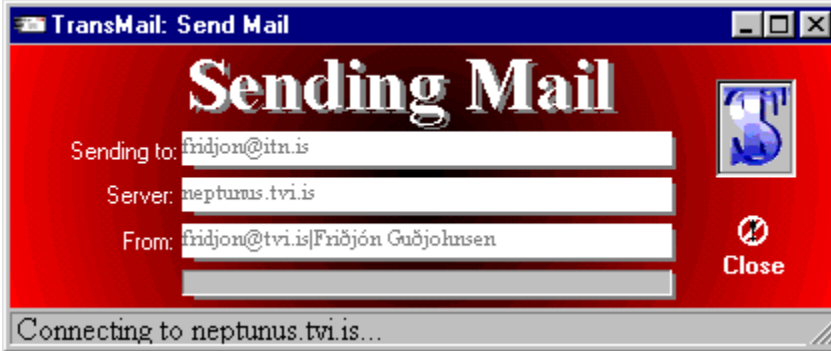 TransMail: Send Mail
Sending Mail
Sending to: fridjon@itn.is
Server: neptunus.tvi.is
From: fridjon@tvi.is|Friðjón Guðjohnsen
Close
Connecting to neptunus.tvi.is...